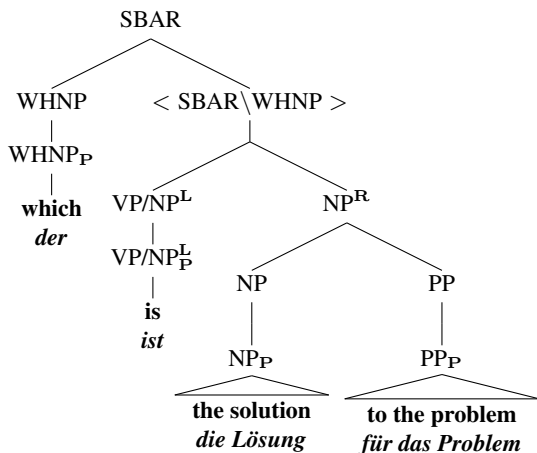 SBAR
WHNP < SBAR\WHNP >
WHNP_P
which VP/NP^L NP^R
der
VP/NP^L_P
NP PP
is
ist
NP_P PP_P
the solution to the problem
die Lösung für das Problem